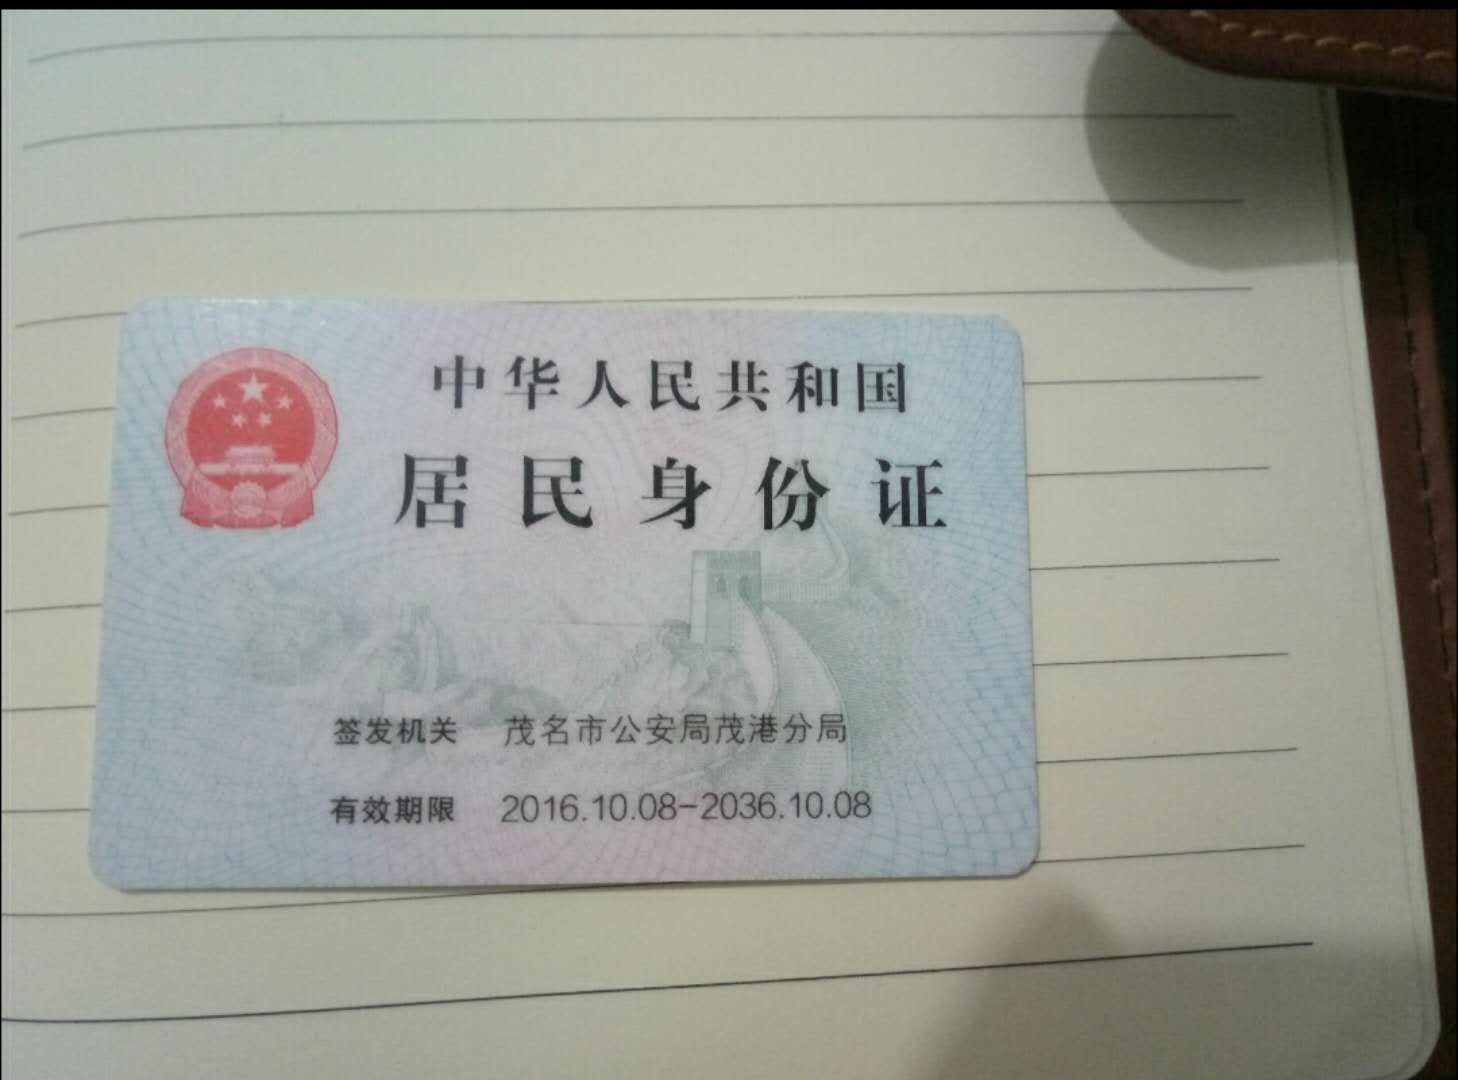 中华人民共和国
居民身份证
签发机关 茂名市公安局茂港分局
有效期限 2016.10.08-2036.10.08